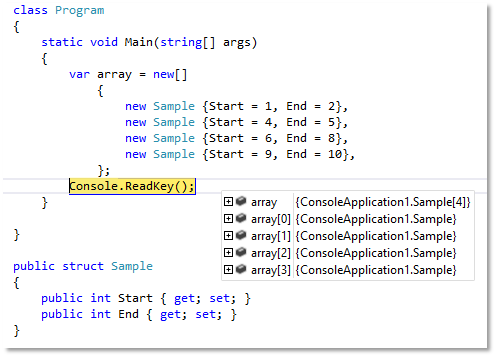 class Program
{
    static void Main(string[] args)
    {
        var array = new[]
            {
                new Sample {Start = 1, End = 2},
                new Sample {Start = 4, End = 5},
                new Sample {Start = 6, End = 8},
                new Sample {Start = 9, End = 10},
            };
        Console.ReadKey();
    }
array {ConsoleApplication1.Sample[4]}
array[0] {ConsoleApplication1.Sample}
array[1] {ConsoleApplication1.Sample}
array[2] {ConsoleApplication1.Sample}
array[3] {ConsoleApplication1.Sample}
}
public struct Sample
{
    public int Start { get; set; }
    public int End { get; set; }
}